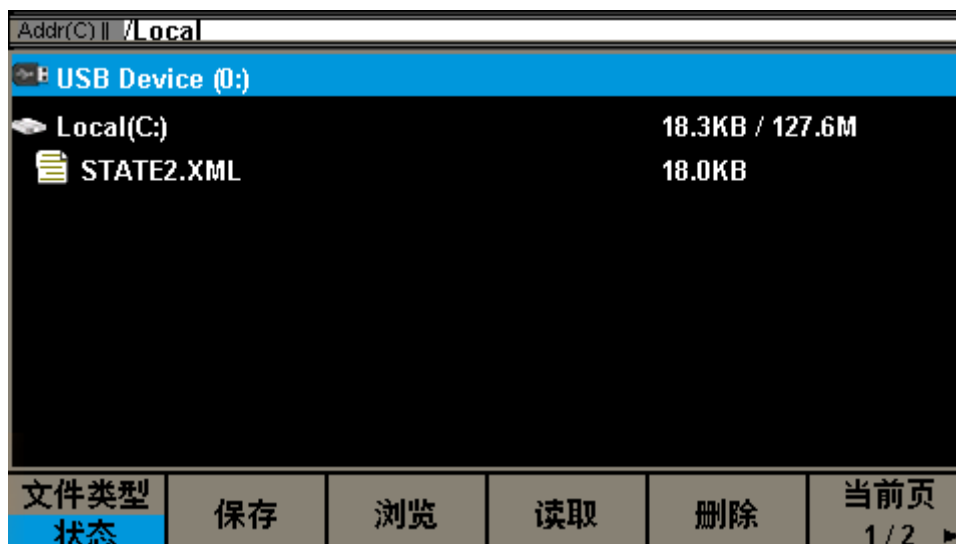 Addr(C) || /Local
USB Device (0:)
Local(C:) 18.3KB / 127.6M
STATE2.XML 18.0KB
文件类型 保存 浏览 读取 删除 当前页
状态 1/2